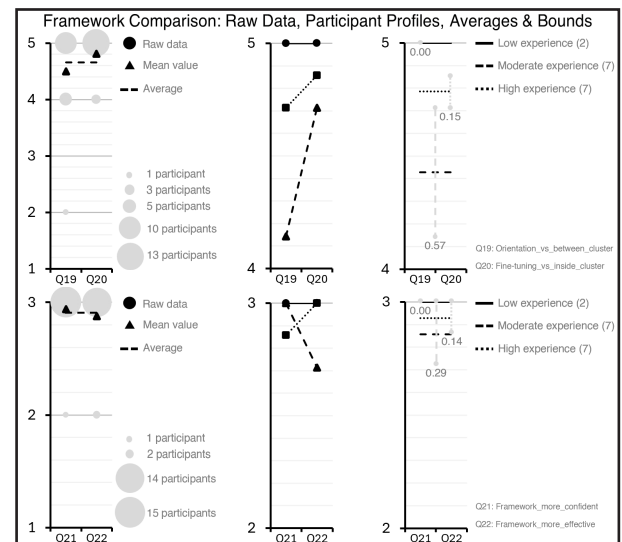 Framework Comparison: Raw Data, Participant Profiles, Averages & Bounds
5
4
3
2
1
Q19 Q20
Raw data
Mean value
Average
1 participant
3 participants
5 participants
10 participants
13 participants
5
4
Q19 Q20
5
4
Q19 Q20
0.00
0.15
0.57
Low experience (2)
Moderate experience (7)
High experience (7)
Q19: Orientation_vs_between_cluster
Q20: Fine-tuning_vs_inside_cluster
3
2
1
Q21 Q22
Raw data
Mean value
Average
1 participant
2 participants
14 participants
15 participants
3
2
Q21 Q22
3
2
Q21 Q22
0.00
0.14
0.29
Low experience (2)
Moderate experience (7)
High experience (7)
Q21: Framework_more_confident
Q22: Framework_more_effective